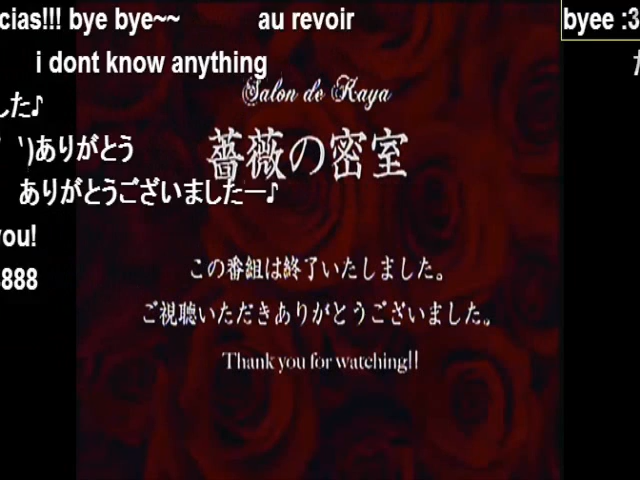 cias!!! bye bye~~ au revoir byee :3
i dont know anything
した♪
Salon de Kaya
')ありがとう
薔薇の密室
ありがとうございましたー♪
you!
この番組は終了いたしました。
888
ご視聴いただきありがとうございました。
Thank you for watching!!